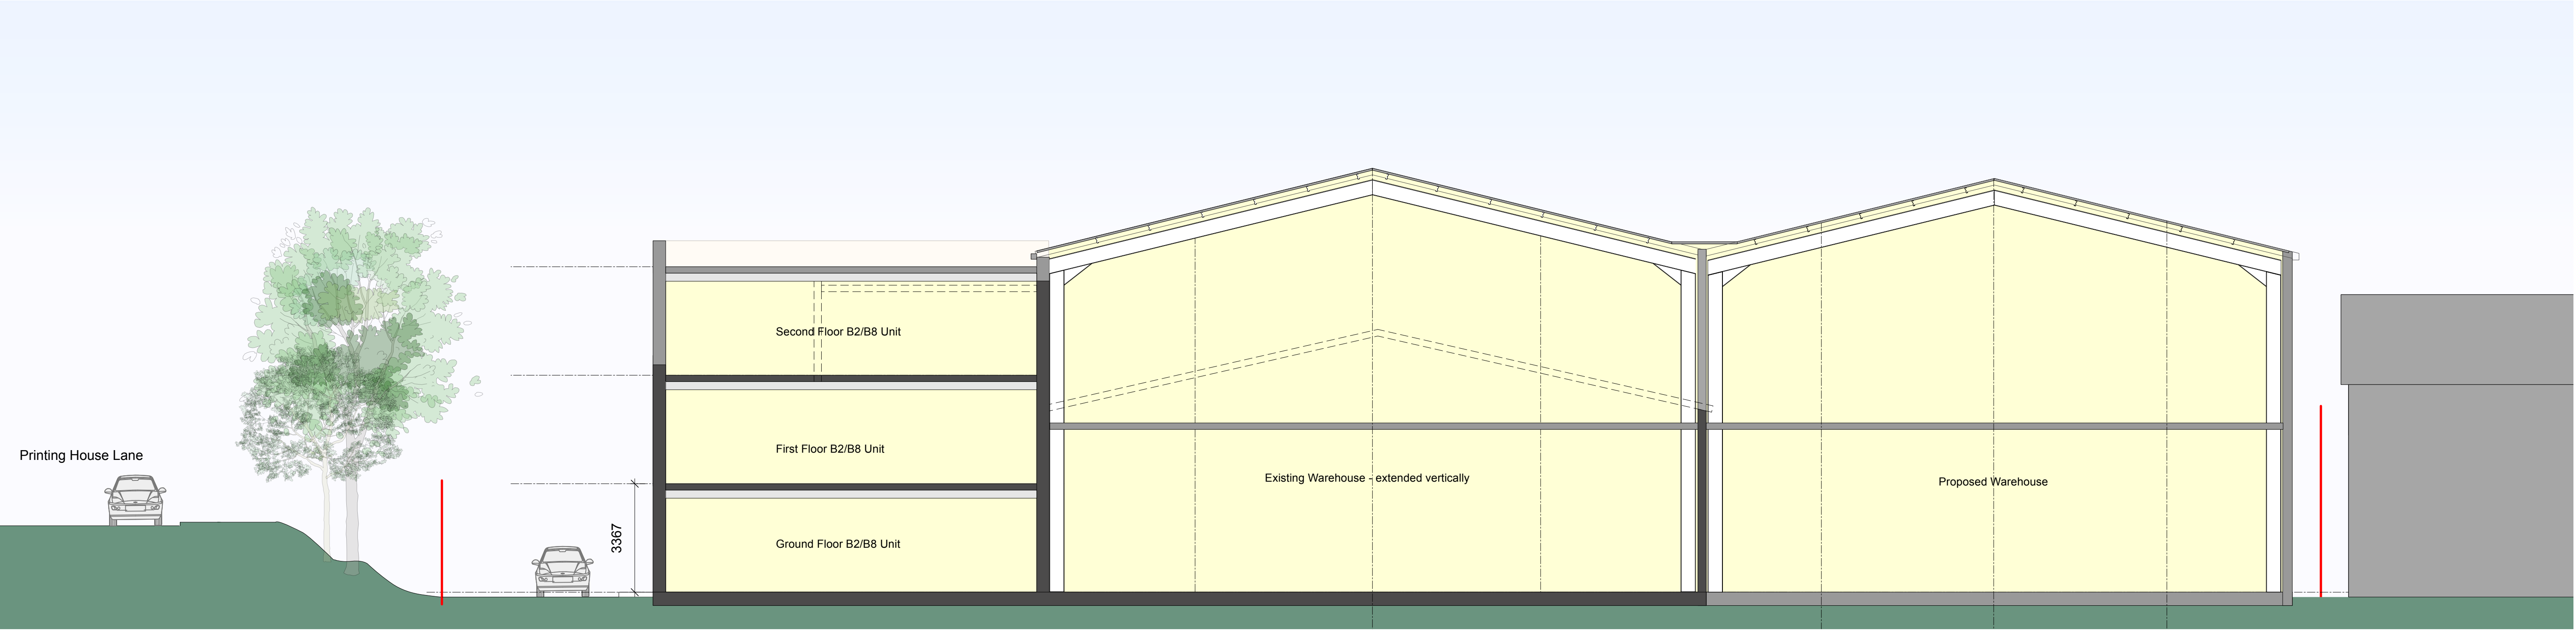 Second Floor B2/B8 Unit
First Floor B2/B8 Unit
Printing House Lane
Existing Warehouse - extended vertically
Proposed Warehouse
3367
Ground Floor B2/B8 Unit